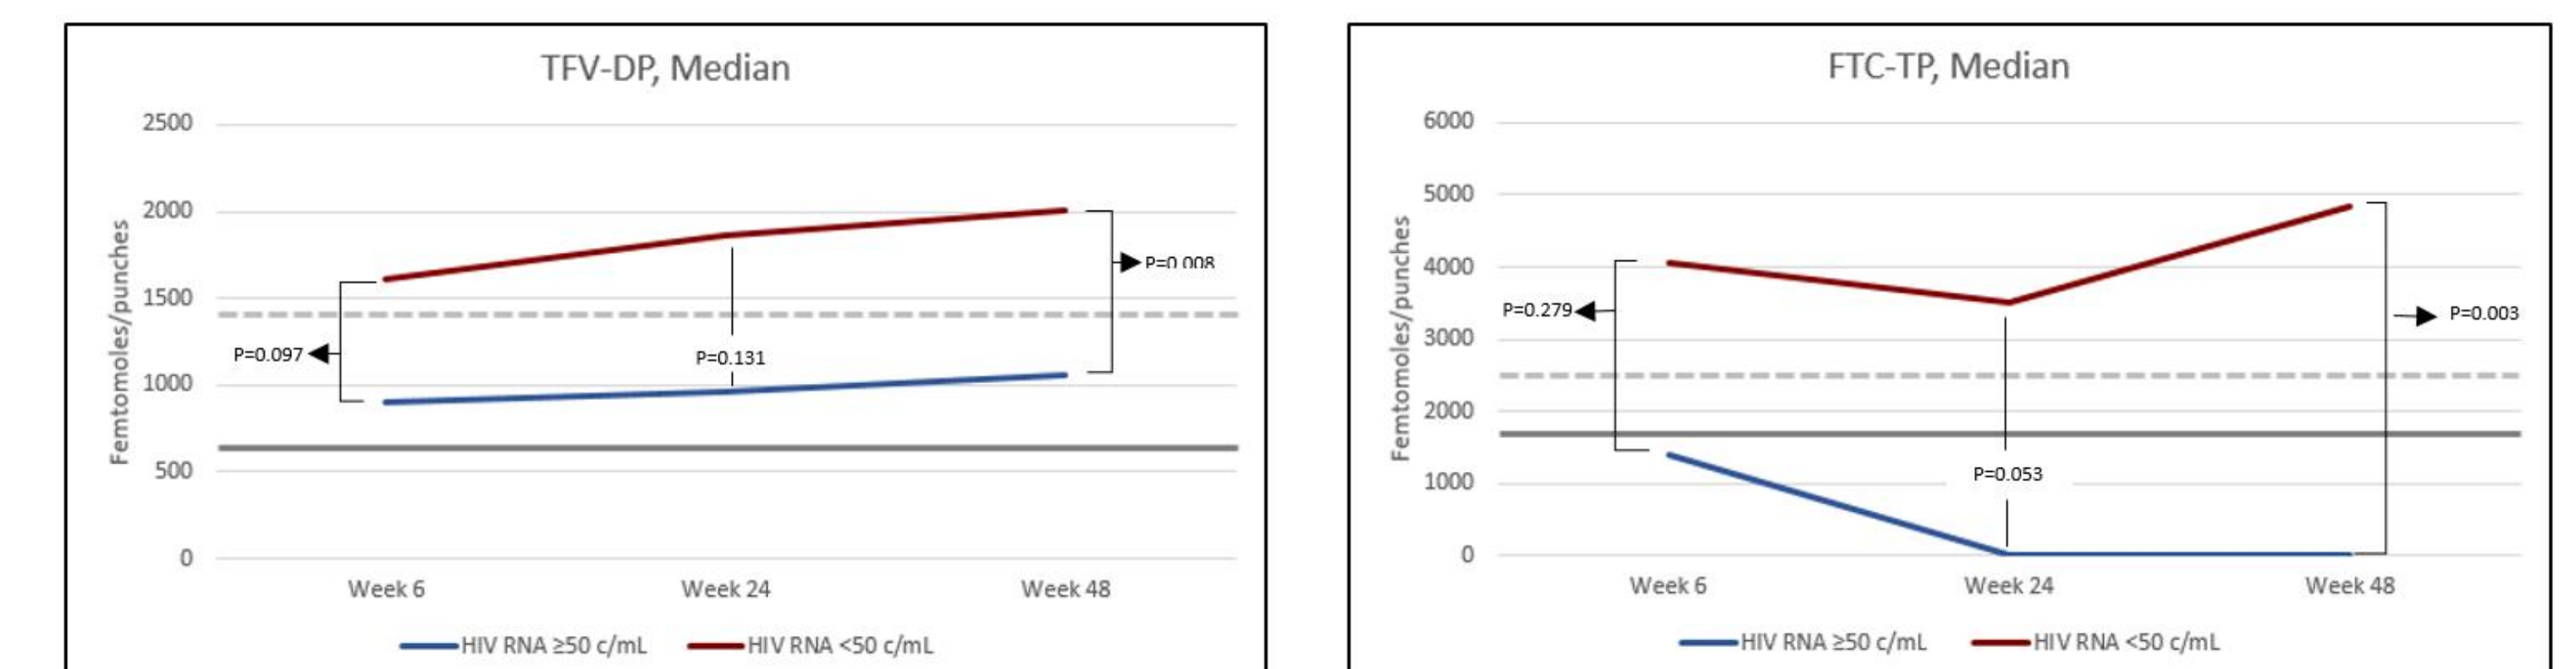 TFV-DP, Median
2500
2000
1500
1000
500
0
Femtomoles/punches
P=0.097
P=0.131
P=0.008
Week 6
Week 24
Week 48
HIV RNA ≥50 c/mL
HIV RNA <50 c/mL
FTC-TP, Median
6000
5000
4000
3000
2000
1000
0
Femtomoles/punches
P=0.279
P=0.053
P=0.003
Week 6
Week 24
Week 48
HIV RNA ≥50 c/mL
HIV RNA <50 c/mL